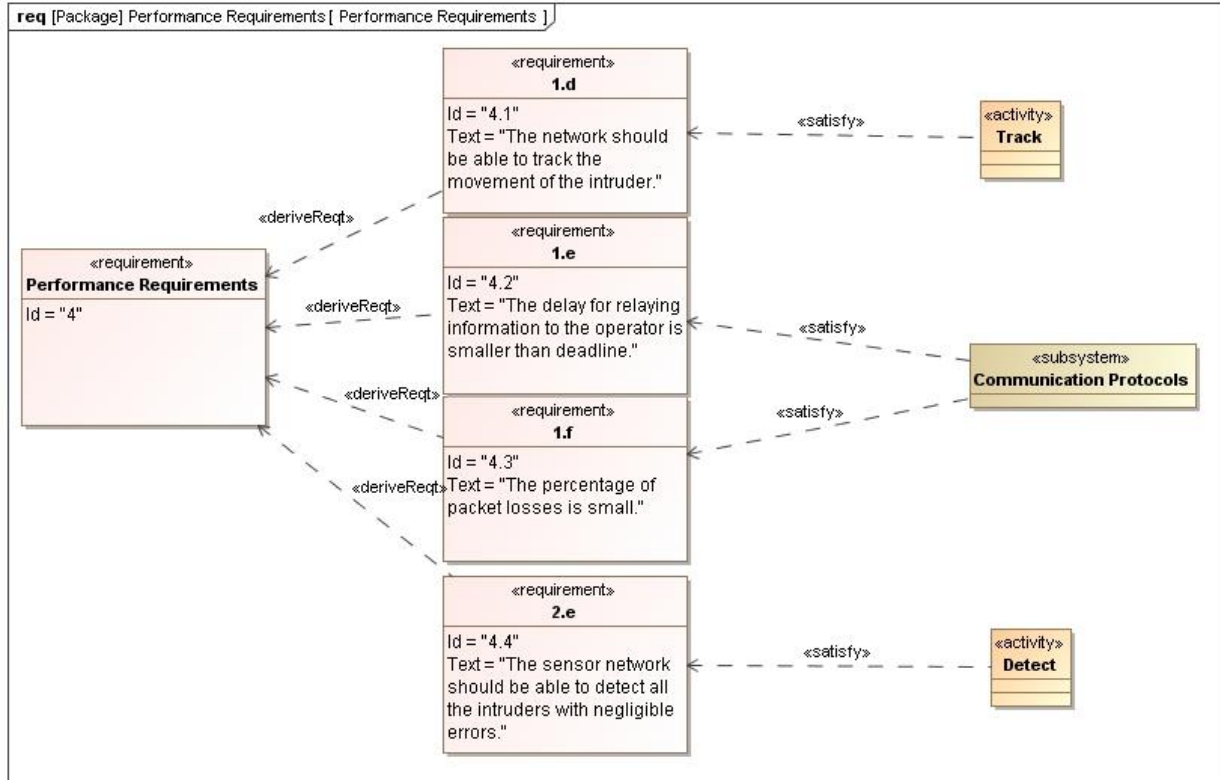 req [Package] Performance Requirements [ Performance Requirements ]
«requirement»
1.d
Id = "4.1"
Text = "The network should
be able to track the
movement of the intruder."
«satisfy»
«activity»
Track
«deriveReqt»
«requirement»
Performance Requirements
Id = "4"
«requirement»
1.e
Id = "4.2"
Text = "The delay for relaying
information to the operator is
smaller than deadline."
«deriveReqt»
«satisfy»
«subsystem»
Communication Protocols
«deriveReqt»
«requirement»
1.f
Id = "4.3"
Text = "The percentage of
packet losses is small."
«satisfy»
«deriveReqt»
«requirement»
2.e
Id = "4.4"
Text = "The sensor network
should be able to detect all
the intruders with negligible
errors."
«satisfy»
«activity»
Detect